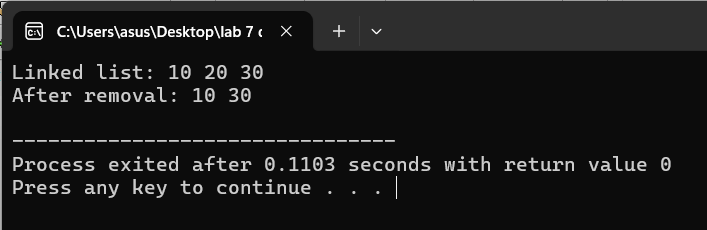 C:\Users\asus\Desktop\lab 7 c
Linked list: 10 20 30
After removal: 10 30
--------------------------------
Process exited after 0.1103 seconds with return value 0
Press any key to continue . . .